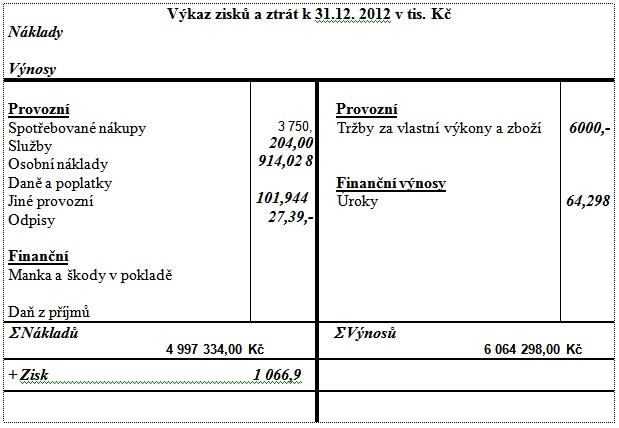 Výkaz zisků a ztrát k 31.12. 2012 v tis. Kč
Náklady
Výnosy
Provozní
Spotřebované nákupy 3 750,
Služby 204,00
Osobní náklady 914,02 8
Daně a poplatky
Jiné provozní 101,944
Odpisy 27,39,-
Finanční
Manka a škody v pokladě
Daň z příjmů
Provozní
Tržby za vlastní výkony a zboží 6000,-
Finanční výnosy
Úroky 64,298
ΣNákladů
4 997 334,00 Kč
ΣVýnosů
6 064 298,00 Kč
+ Zisk 1 066,9